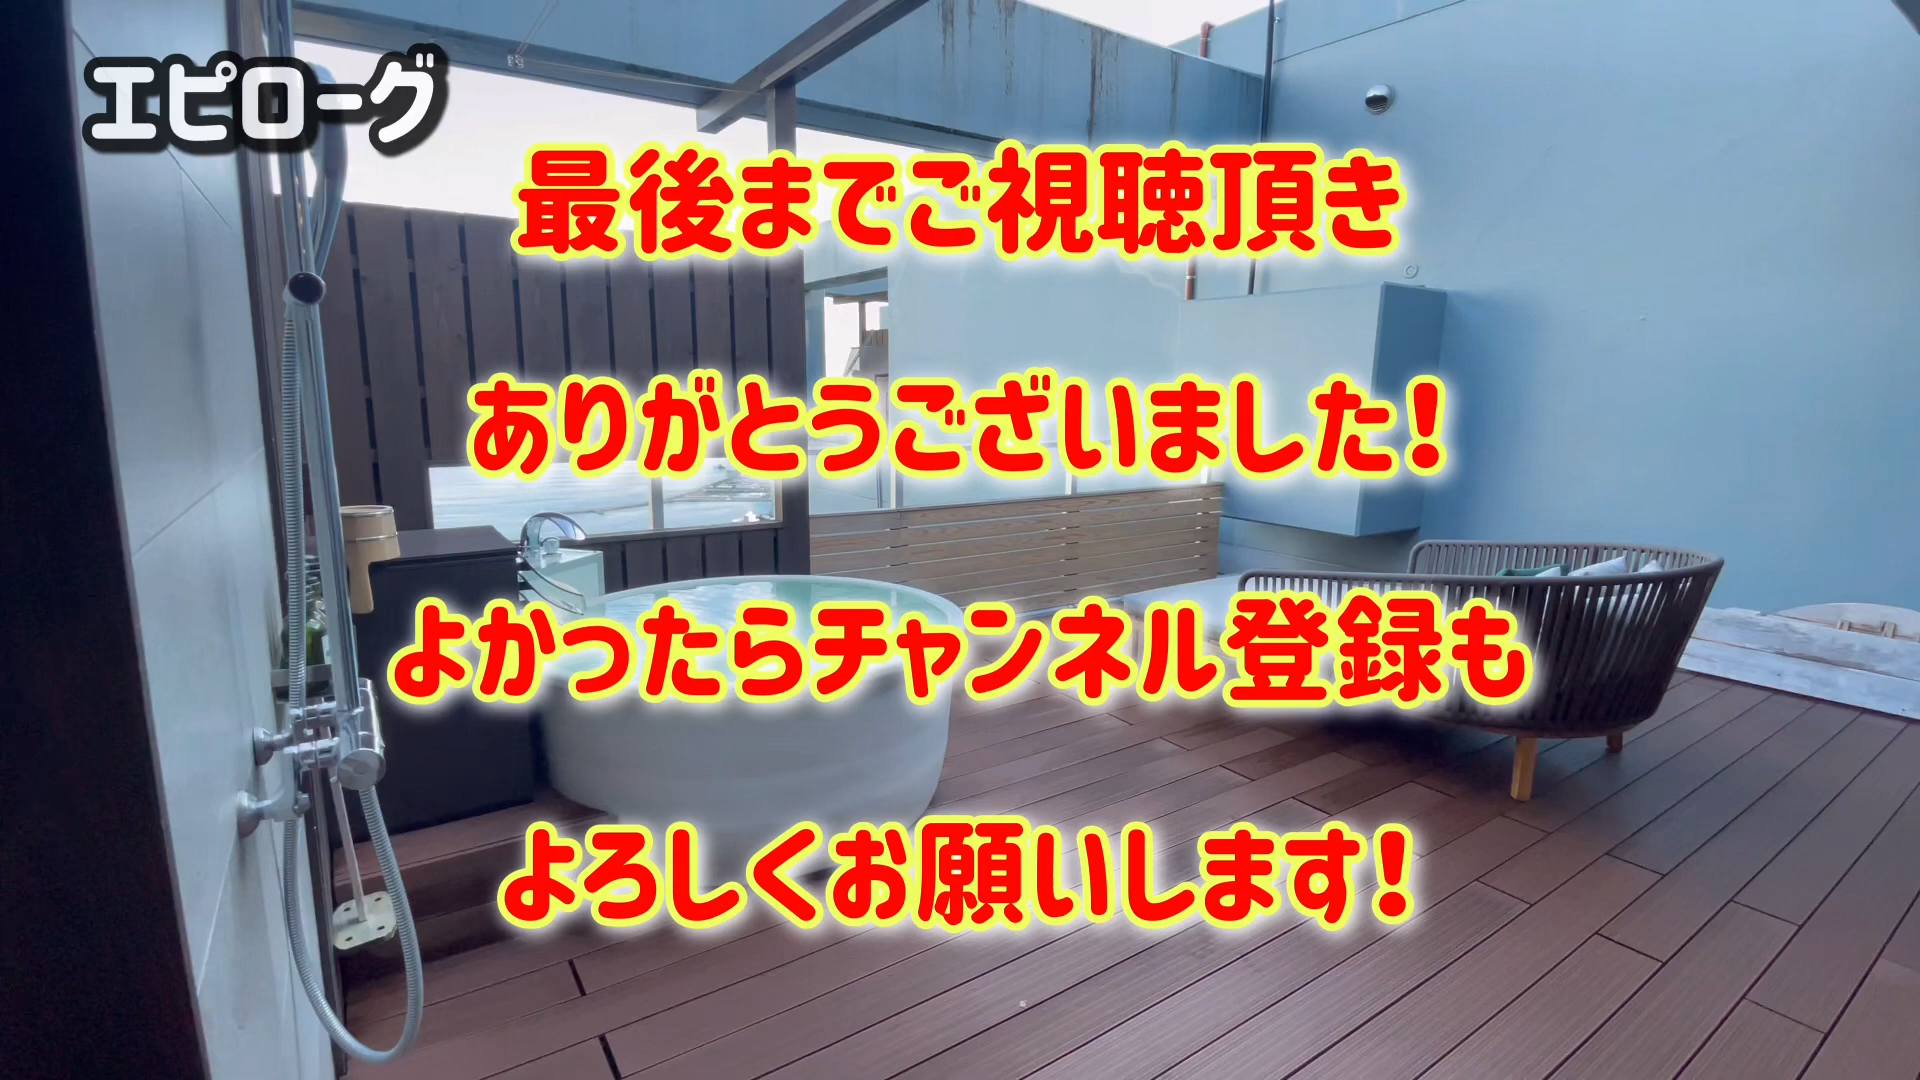 エピローグ
最後までご視聴頂き
ありがとうございました!
よかったらチャンネル登録も
よろしくお願いします!